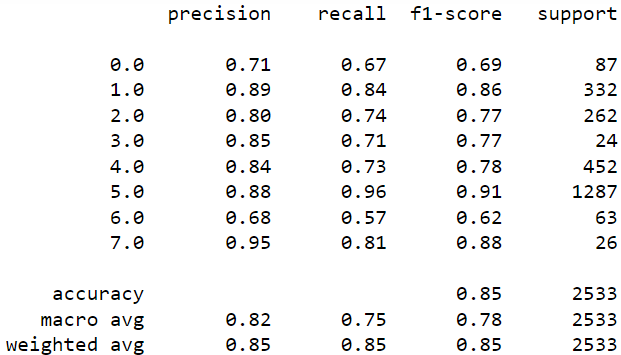 precision recall f1-score support
0.0 0.71 0.67 0.69 87
1.0 0.89 0.84 0.86 332
2.0 0.80 0.74 0.77 262
3.0 0.85 0.71 0.77 24
4.0 0.84 0.73 0.78 452
5.0 0.88 0.96 0.91 1287
6.0 0.68 0.57 0.62 63
7.0 0.95 0.81 0.88 26
accuracy 0.85 2533
macro avg 0.82 0.75 0.78 2533
weighted avg 0.85 0.85 0.85 2533